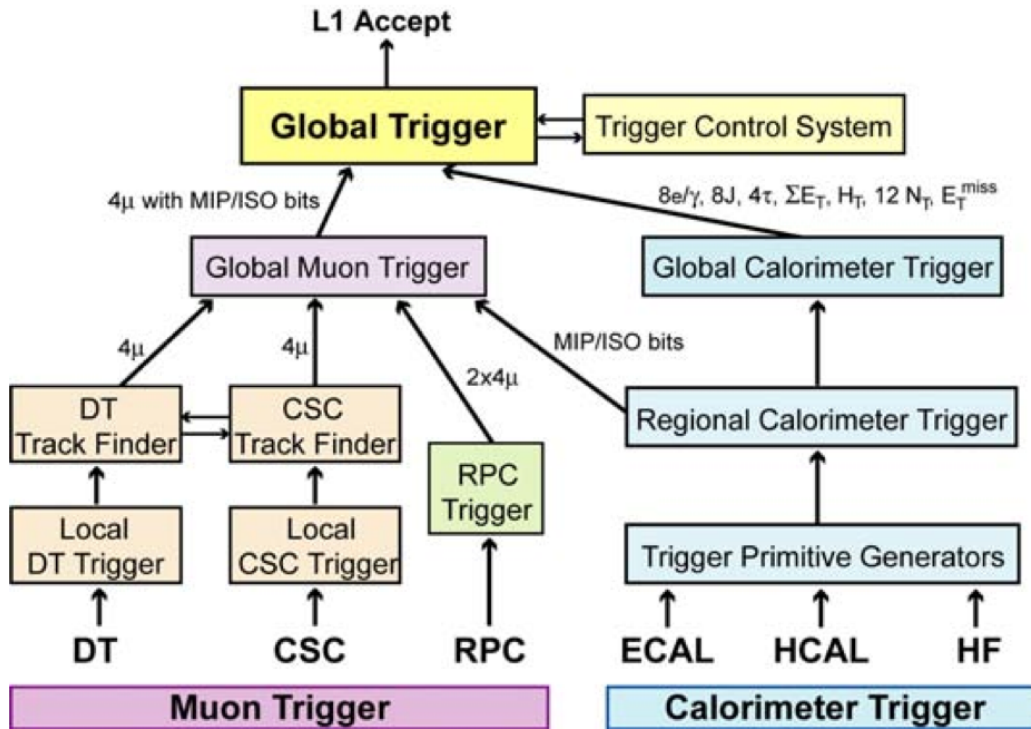 L1 Accept
Global Trigger
Trigger Control System
4μ with MIP/ISO bits
8e/γ, 8J, 4τ, ΣE_T, H_T, 12 N_T, E_T^miss
Global Muon Trigger
Global Calorimeter Trigger
4μ
4μ
2x4μ
MIP/ISO bits
DT
Track Finder
CSC
Track Finder
Regional Calorimeter Trigger
RPC
Trigger
Local
DT Trigger
Local
CSC Trigger
Trigger Primitive Generators
DT
CSC
RPC
ECAL
HCAL
HF
Muon Trigger
Calorimeter Trigger